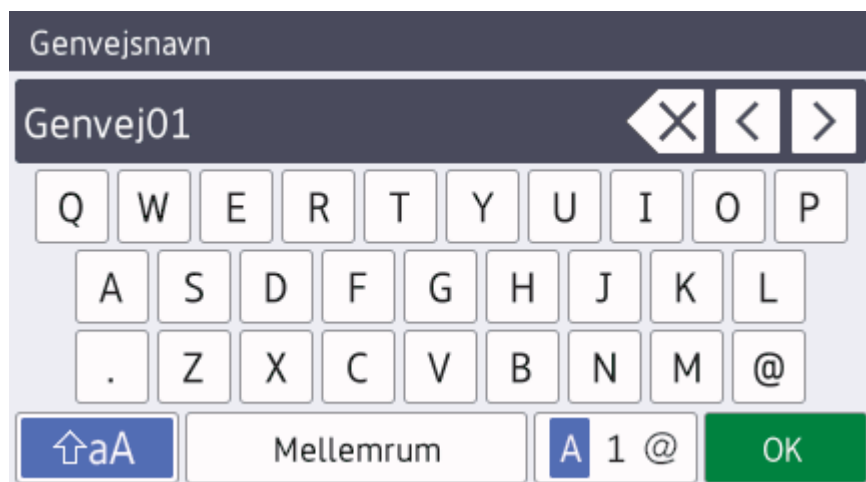 Genvejsnavn
Genvej01
Q W E R T Y U I O P
A S D F G H J K L
. Z X C V B N M @
aA Mellemrum A 1 @ OK